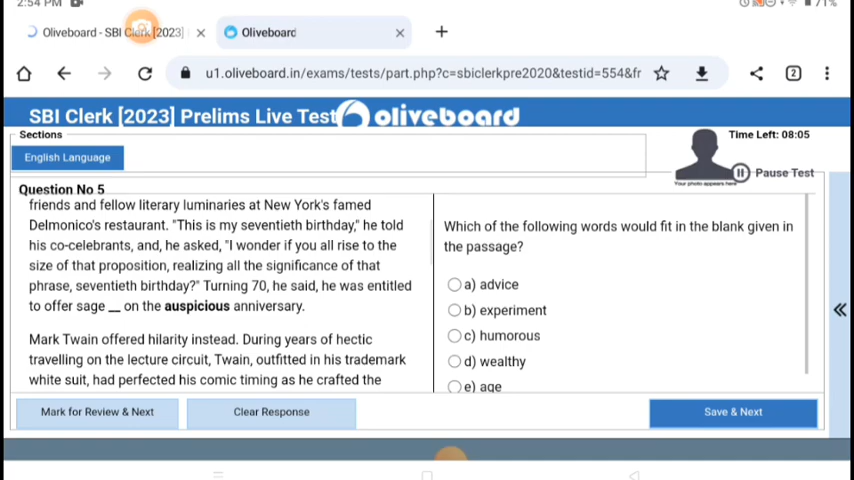 2:54 PM
71%
Oliveboard - SBI Clerk [2023]
Oliveboard
u1.oliveboard.in/exams/tests/part.php?c=sbiclerkpre2020&testid=554&fr
2
SBI Clerk [2023] Prelims Live Test
oliveboard
Sections
Time Left: 08:05
English Language
Pause Test
Your photo appears here
Question No 5
friends and fellow literary luminaries at New York's famed
Delmonico's restaurant. "This is my seventieth birthday," he told
his co-celebrants, and, he asked, "I wonder if you all rise to the
size of that proposition, realizing all the significance of that
phrase, seventieth birthday?" Turning 70, he said, he was entitled
to offer sage __ on the auspicious anniversary.
Mark Twain offered hilarity instead. During years of hectic
travelling on the lecture circuit, Twain, outfitted in his trademark
white suit, had perfected his comic timing as he crafted the
Which of the following words would fit in the blank given in
the passage?
a) advice
b) experiment
c) humorous
d) wealthy
e) age
Mark for Review & Next
Clear Response
Save & Next